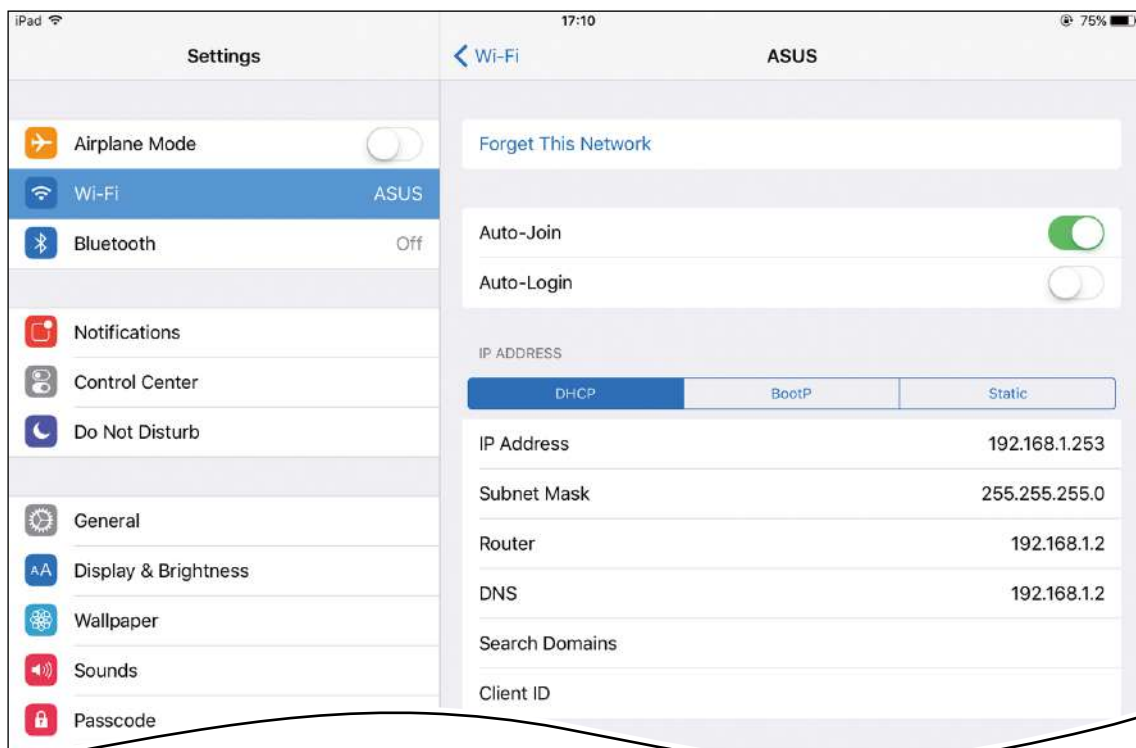 iPad 17:10 75%
Settings
Wi-Fi ASUS
Airplane Mode
Wi-Fi ASUS
Bluetooth Off
Notifications
Control Center
Do Not Disturb
General
AA Display & Brightness
Wallpaper
Sounds
Passcode
Forget This Network
Auto-Join
Auto-Login
IP ADDRESS
DHCP BootP Static
IP Address 192.168.1.253
Subnet Mask 255.255.255.0
Router 192.168.1.2
DNS 192.168.1.2
Search Domains
Client ID